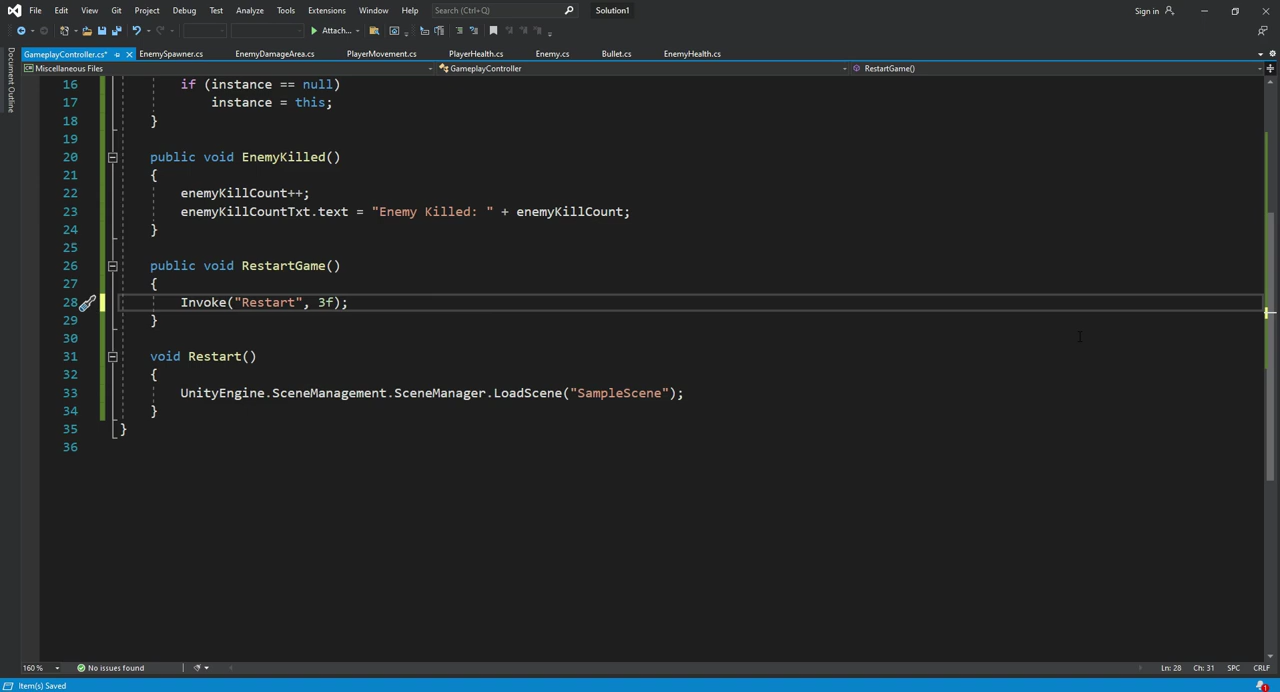 File Edit View Git Project Debug Test Analyze Tools Extensions Window Help Search (Ctrl+Q) Solution1 Sign in
Attach...
GameplayController.cs* EnemySpawner.cs EnemyDamageArea.cs PlayerMovement.cs PlayerHealth.cs Enemy.cs Bullet.cs EnemyHealth.cs
Miscellaneous Files GameplayController RestartGame()
Document Outline
16 if (instance == null)
17 instance = this;
18 }
19
20 public void EnemyKilled()
21 {
22 enemyKillCount++;
23 enemyKillCountTxt.text = "Enemy Killed: " + enemyKillCount;
24 }
25
26 public void RestartGame()
27 {
28 Invoke("Restart", 3f);
29 }
30
31 void Restart()
32 {
33 UnityEngine.SceneManagement.SceneManager.LoadScene("SampleScene");
34 }
35 }
36
160 % No issues found Ln: 28 Ch: 31 SPC CRLF
Item(s) Saved 1